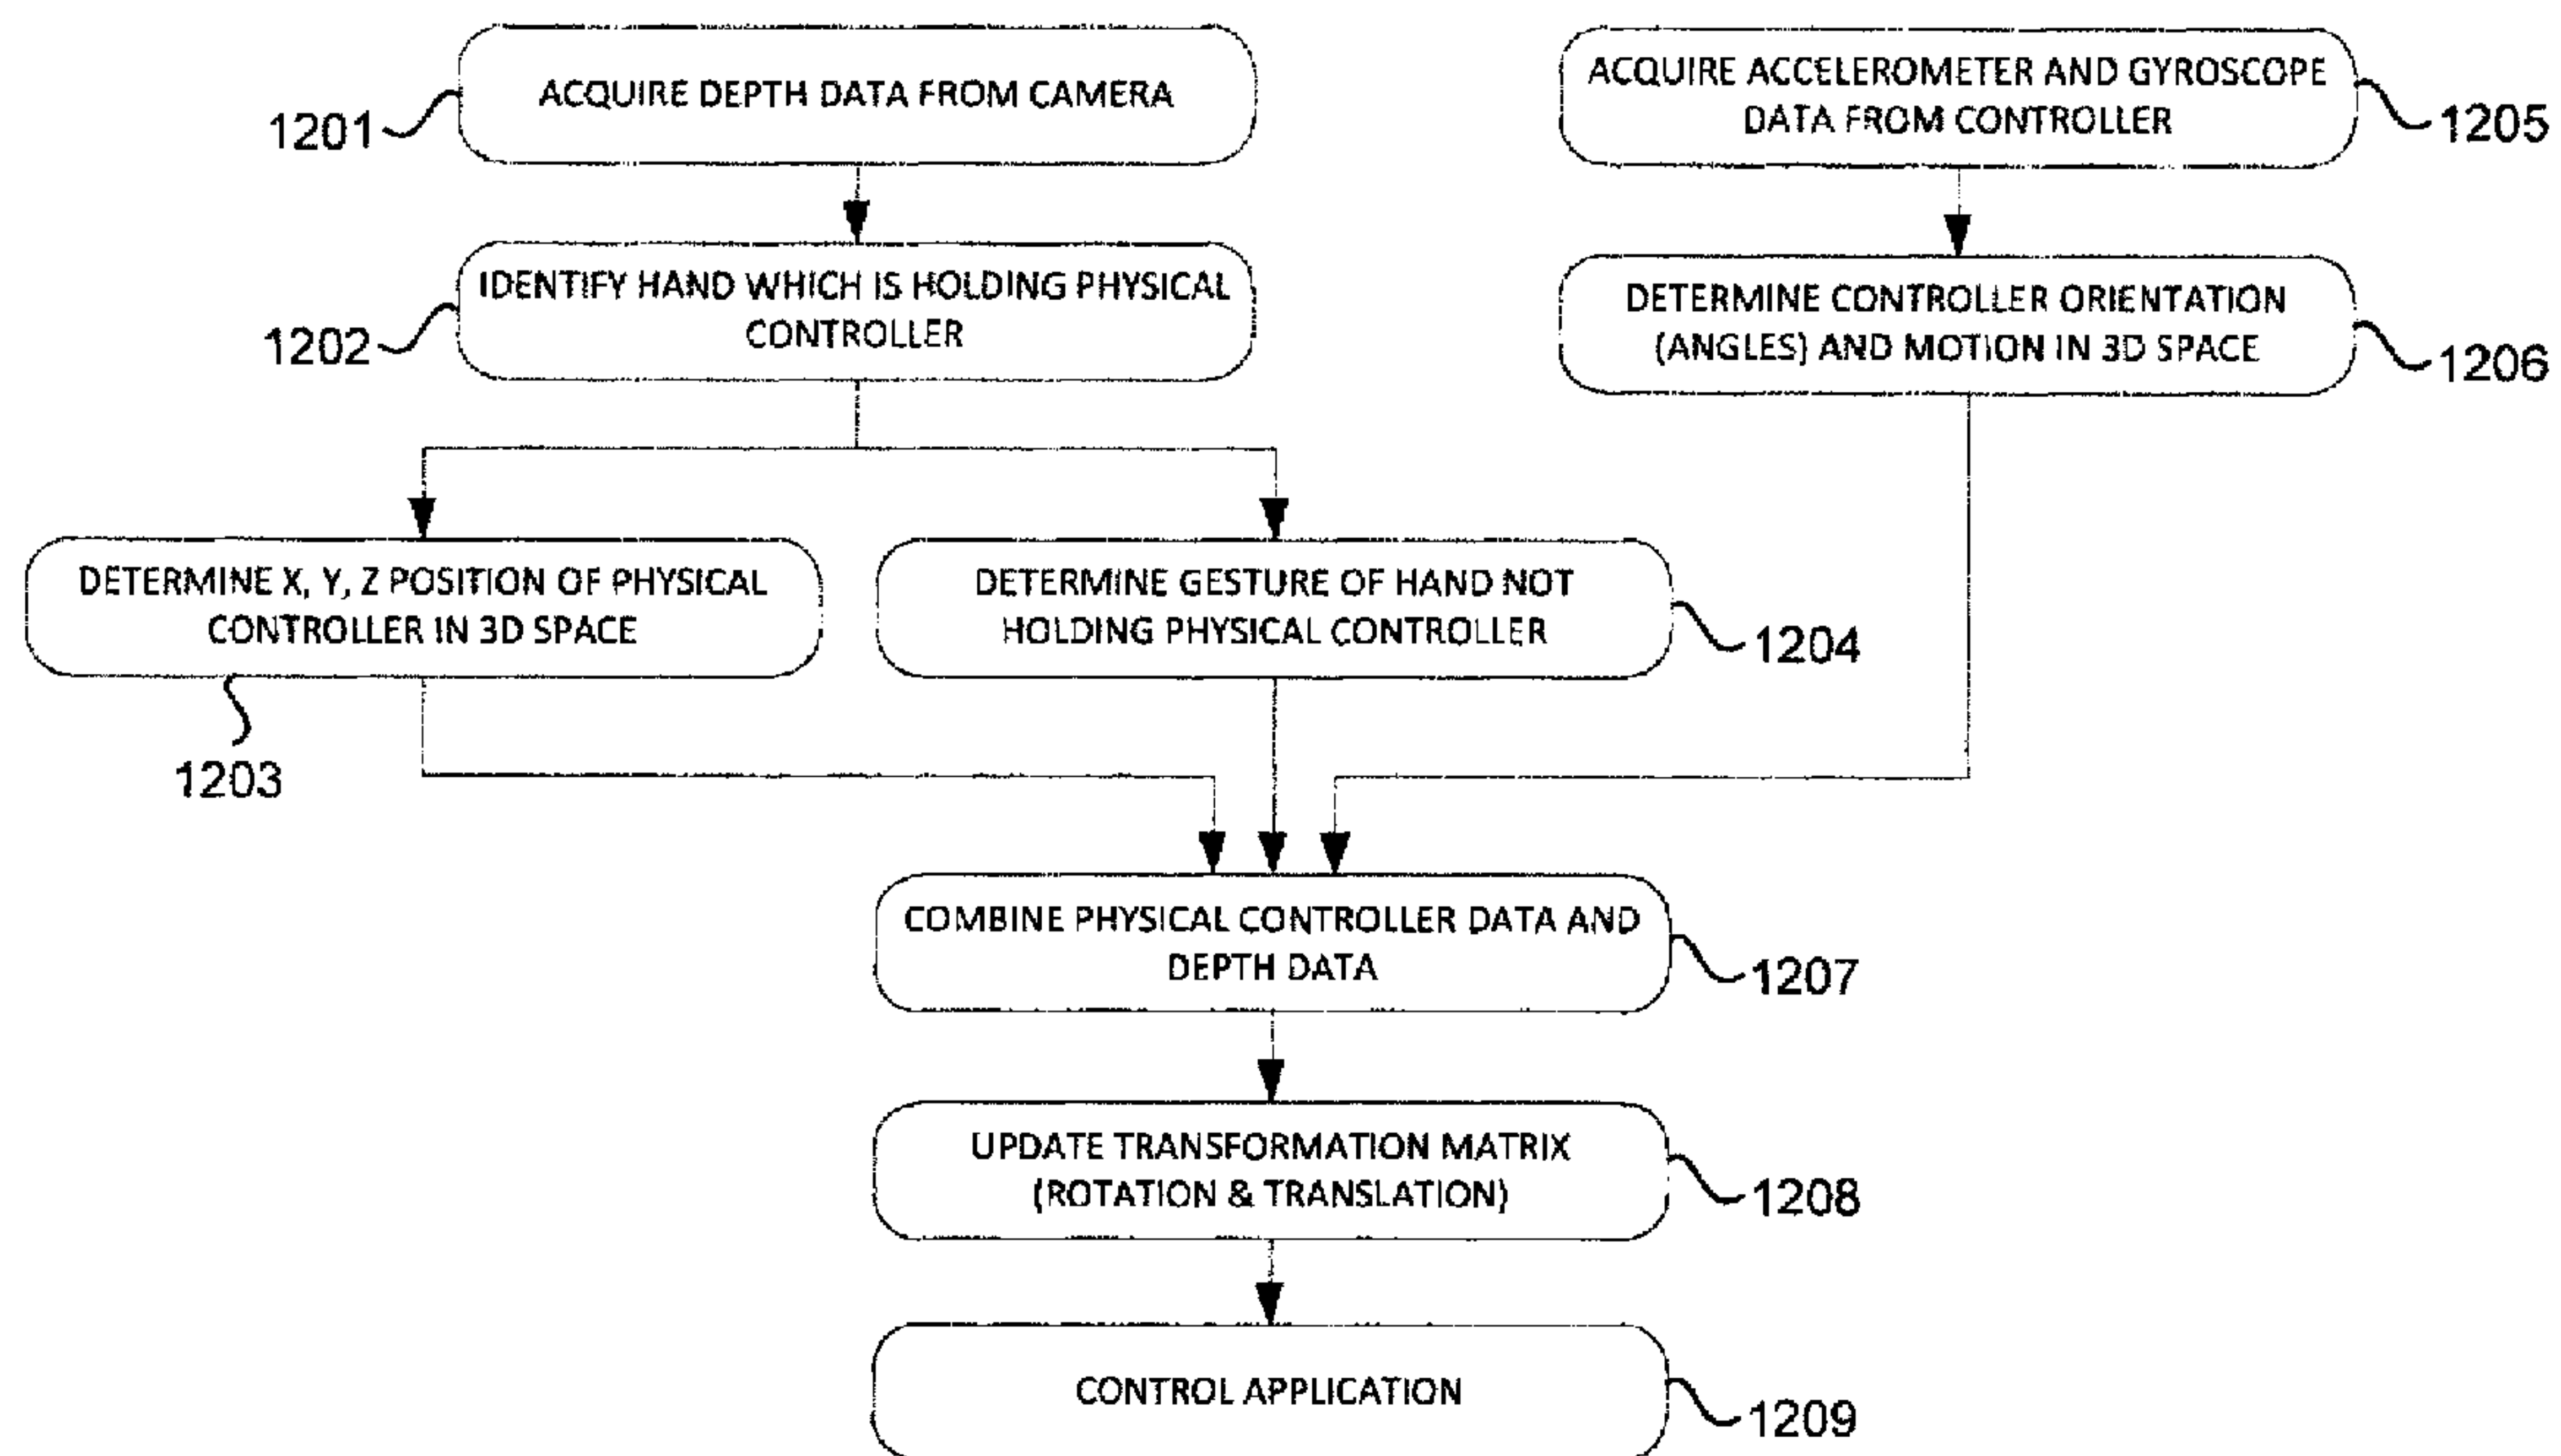 ACQUIRE DEPTH DATA FROM CAMERA
1201
ACQUIRE ACCELEROMETER AND GYROSCOPE
DATA FROM CONTROLLER
1205
IDENTIFY HAND WHICH IS HOLDING PHYSICAL
CONTROLLER
1202
DETERMINE CONTROLLER ORIENTATION
(ANGLES) AND MOTION IN 3D SPACE
1206
DETERMINE X, Y, Z POSITION OF PHYSICAL
CONTROLLER IN 3D SPACE
1203
DETERMINE GESTURE OF HAND NOT
HOLDING PHYSICAL CONTROLLER
1204
COMBINE PHYSICAL CONTROLLER DATA AND
DEPTH DATA
1207
UPDATE TRANSFORMATION MATRIX
(ROTATION & TRANSLATION)
1208
CONTROL APPLICATION
1209